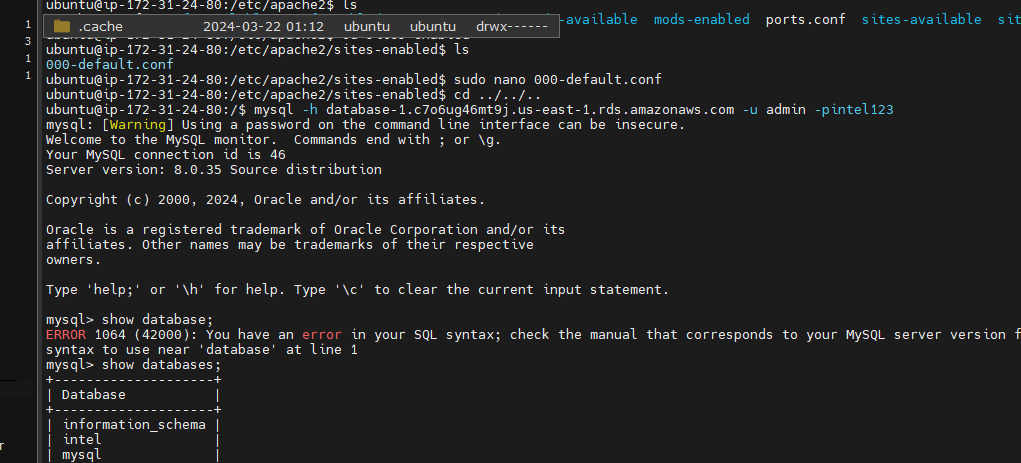 ubuntu@ip-172-31-24-80:/etc/apache2$ ls
1
.cache 2024-03-22 01:12 ubuntu ubuntu drwx------ -available mods-enabled ports.conf sites-available sit
3
ubuntu@ip-172-31-24-80:/etc/apache2/sites-enabled$ ls
1
000-default.conf
1
ubuntu@ip-172-31-24-80:/etc/apache2/sites-enabled$ sudo nano 000-default.conf
ubuntu@ip-172-31-24-80:/etc/apache2/sites-enabled$ cd ../../..
ubuntu@ip-172-31-24-80:/$ mysql -h database-1.c7o6ug46mt9j.us-east-1.rds.amazonaws.com -u admin -pintel123
mysql: [Warning] Using a password on the command line interface can be insecure.
Welcome to the MySQL monitor.  Commands end with ; or \g.
Your MySQL connection id is 46
Server version: 8.0.35 Source distribution
Copyright (c) 2000, 2024, Oracle and/or its affiliates.
Oracle is a registered trademark of Oracle Corporation and/or its
affiliates. Other names may be trademarks of their respective
owners.
Type 'help;' or '\h' for help. Type '\c' to clear the current input statement.
mysql> show database;
ERROR 1064 (42000): You have an error in your SQL syntax; check the manual that corresponds to your MySQL server version f
syntax to use near 'database' at line 1
mysql> show databases;
+--------------------+
| Database           |
+--------------------+
| information_schema |
| intel              |
r
| mysql              |